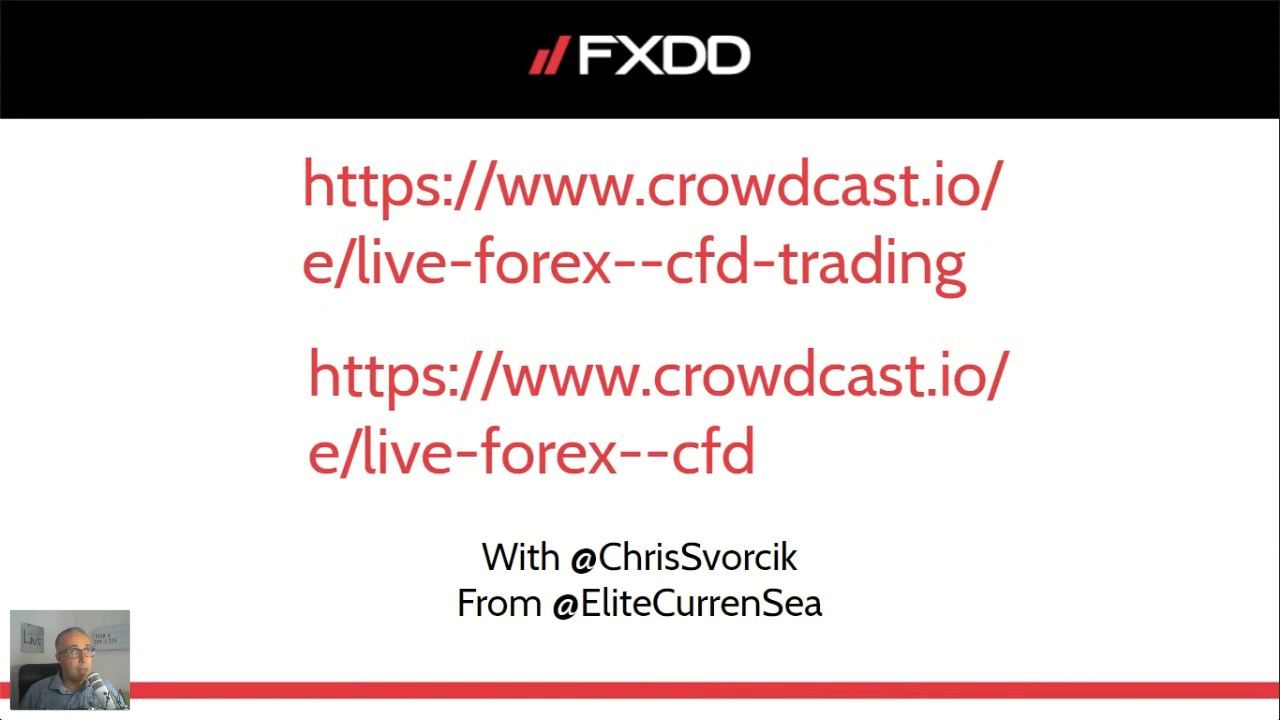 FXDD
https://www.crowdcast.io/
e/live-forex--cfd-trading
https://www.crowdcast.io/
e/live-forex--cfd
With @ChrisSvorcik
From @EliteCurrenSea
Live